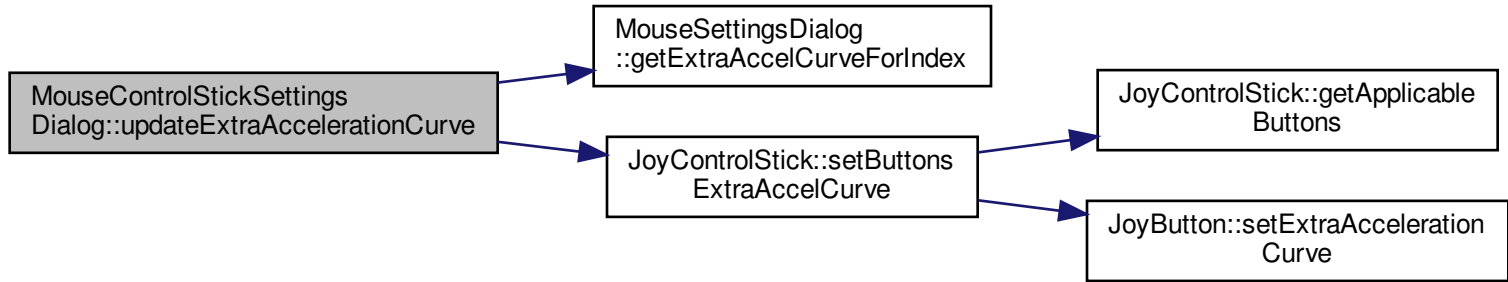 MouseControlStickSettings
Dialog::updateExtraAccelerationCurve
MouseSettingsDialog
::getExtraAccelCurveForIndex
JoyControlStick::setButtons
ExtraAccelCurve
JoyControlStick::getApplicable
Buttons
JoyButton::setExtraAcceleration
Curve